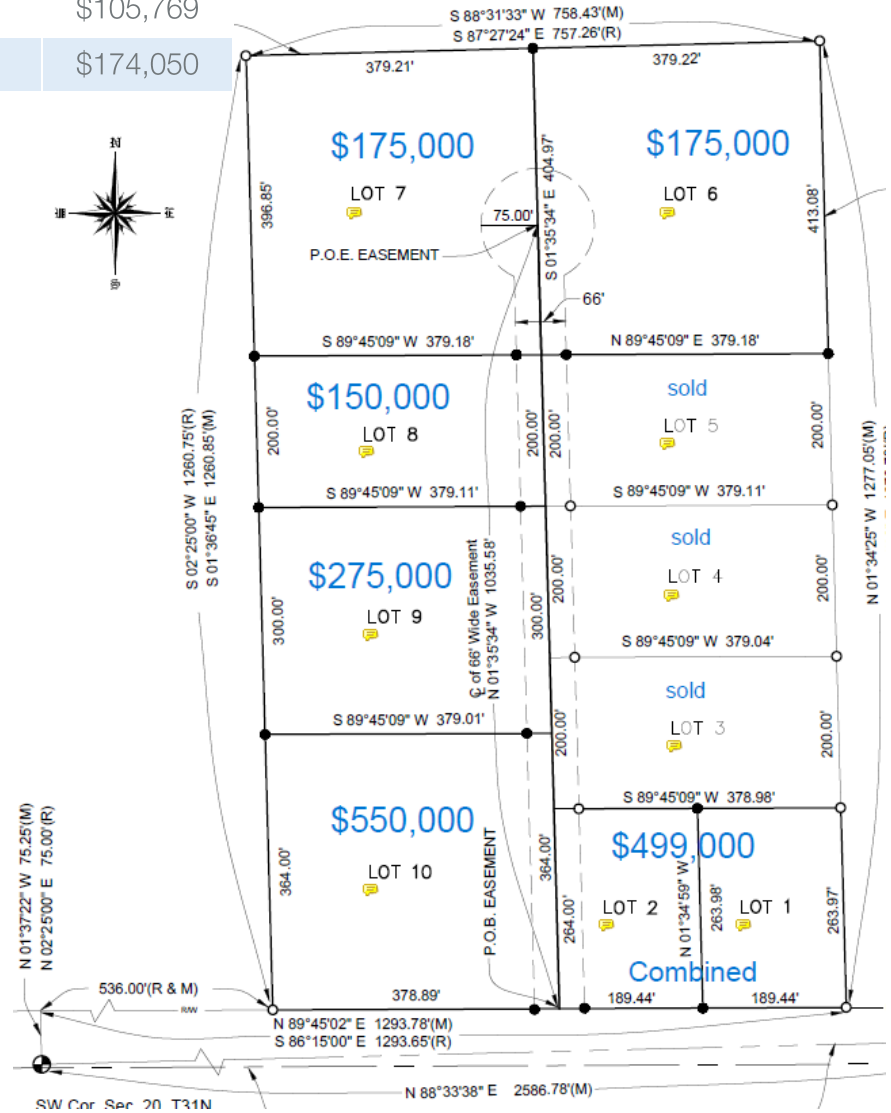 $105,769
$174,050
S 88°31'33" W 758.43'(M)
S 87°27'24" E 757.26'(R)
379.21'
379.22'
$175,000
$175,000
LOT 7
LOT 6
N
396.85'
S 01°35'34" E 404.97'
413.08'
75.00'
P.O.E. EASEMENT
66'
S 89°45'09" W 379.18'
N 89°45'09" E 379.18'
$150,000
sold
LOT 8
LOT 5
200.00'
200.00'
200.00'
200.00'
S 02°25'00" W 1260.75'(R)
S 01°36'45" E 1260.85'(M)
N 01°34'25" W 1277.05'(M)
S 89°45'09" W 379.11'
S 89°45'09" W 379.11'
$275,000
sold
LOT 9
LOT 4
300.00'
℄ of 66' Wide Easement
N 01°35'34" W 1035.58'
300.00'
200.00'
200.00'
S 89°45'09" W 379.04'
sold
LOT 3
S 89°45'09" W 379.01'
200.00'
200.00'
S 89°45'09" W 378.98'
$550,000
$499,000
LOT 10
LOT 2
LOT 1
364.00'
P.O.B. EASEMENT
364.00'
264.00'
N 01°34'59" W
263.98'
263.97'
Combined
N 01°37'22" W 75.25'(M)
N 02°25'00" E 75.00'(R)
536.00'(R & M)
R/W
378.89'
189.44'
189.44'
N 89°45'02" E 1293.78'(M)
S 86°15'00" E 1293.65'(R)
N 88°33'38" E 2586.78'(M)
SW Cor. Sec. 20, T31N